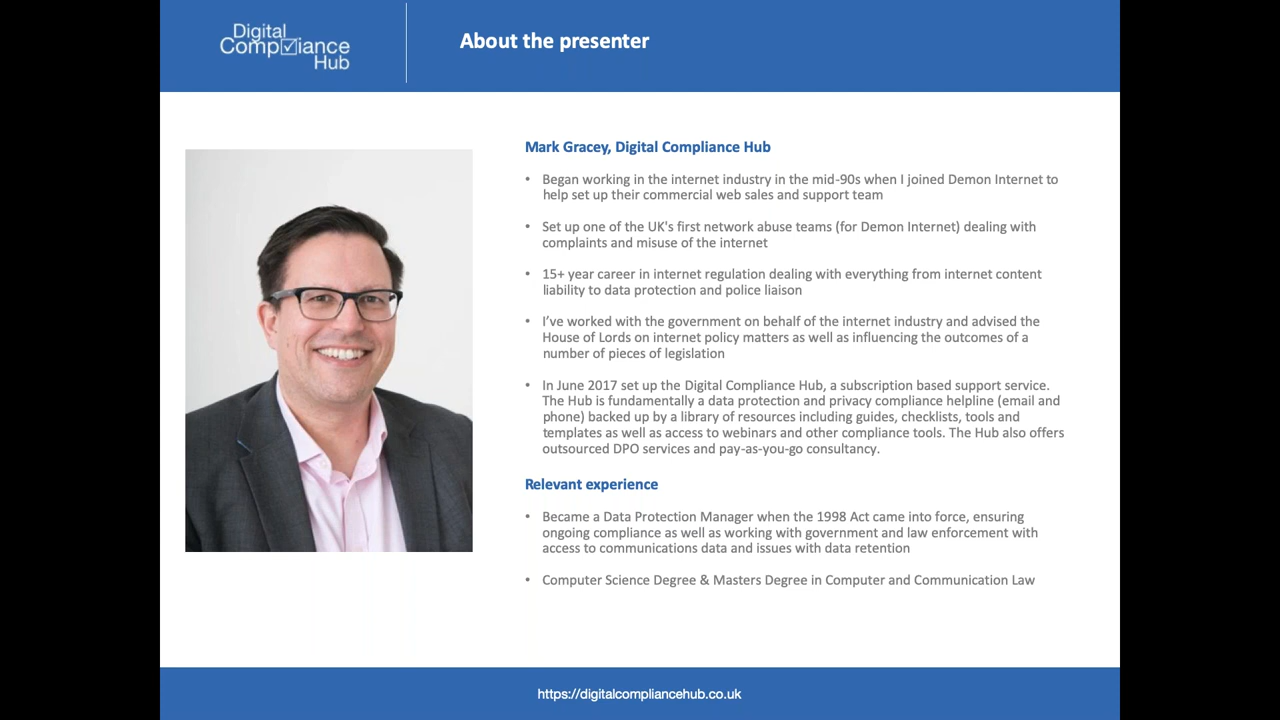 Digital
Compliance
Hub
About the presenter
Mark Gracey, Digital Compliance Hub
• Began working in the internet industry in the mid-90s when I joined Demon Internet to
help set up their commercial web sales and support team
• Set up one of the UK's first network abuse teams (for Demon Internet) dealing with
complaints and misuse of the internet
• 15+ year career in internet regulation dealing with everything from internet content
liability to data protection and police liaison
• I’ve worked with the government on behalf of the internet industry and advised the
House of Lords on internet policy matters as well as influencing the outcomes of a
number of pieces of legislation
• In June 2017 set up the Digital Compliance Hub, a subscription based support service.
The Hub is fundamentally a data protection and privacy compliance helpline (email and
phone) backed up by a library of resources including guides, checklists, tools and
templates as well as access to webinars and other compliance tools. The Hub also offers
outsourced DPO services and pay-as-you-go consultancy.
Relevant experience
• Became a Data Protection Manager when the 1998 Act came into force, ensuring
ongoing compliance as well as working with government and law enforcement with
access to communications data and issues with data retention
• Computer Science Degree & Masters Degree in Computer and Communication Law
https://digitalcompliancehub.co.uk